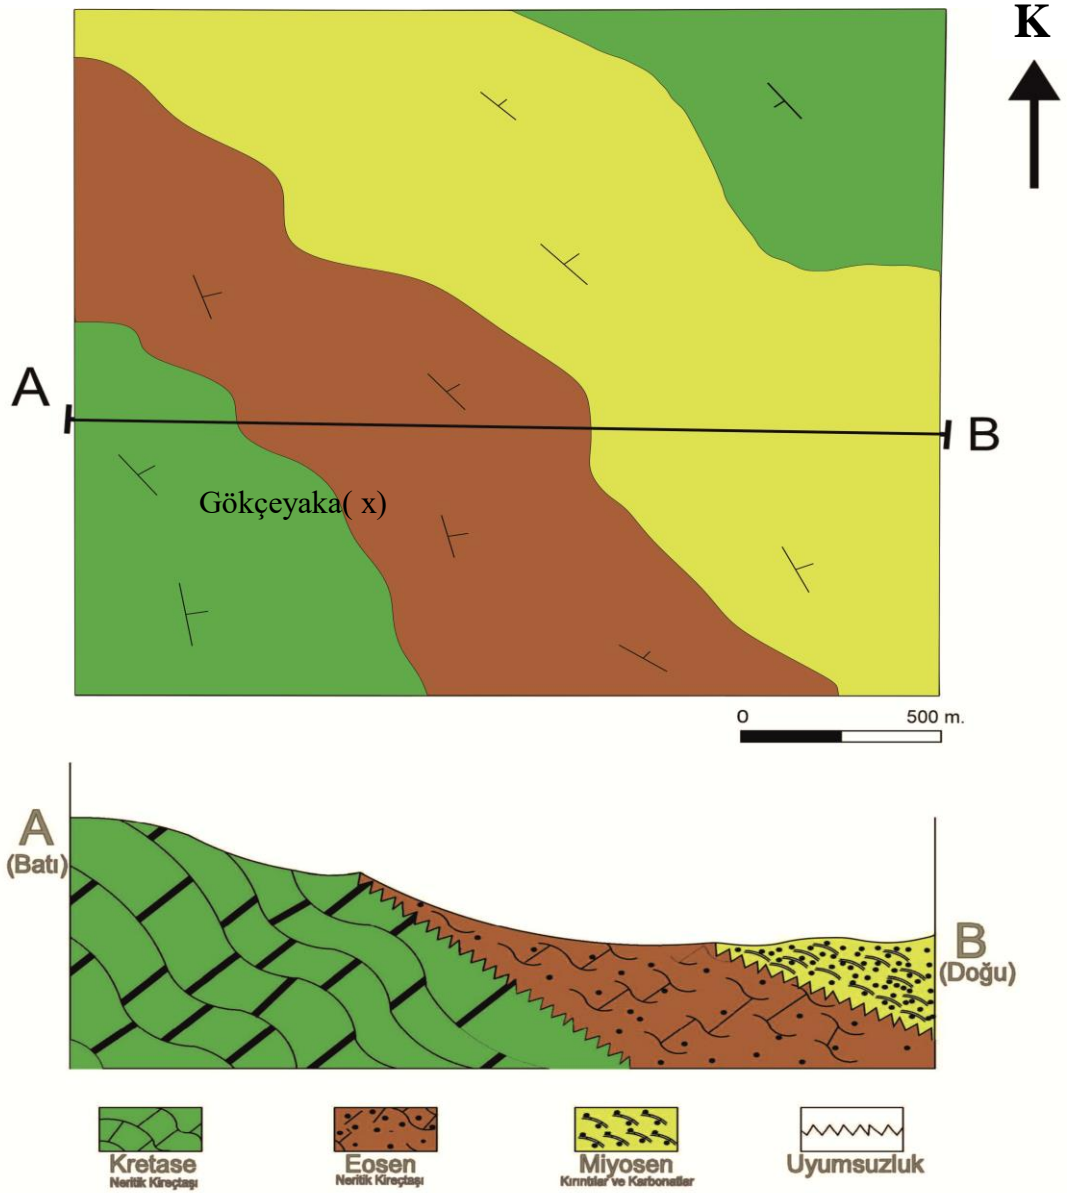 K
A
B
Gökçeyaka( x)
0 500 m.
A
(Batı)
B
(Doğu)
Kretase
Neritik Kireçtaşı
Eosen
Neritik Kireçtaşı
Miyosen
Kırıntılar ve Karbonatlar
Uyumsuzluk